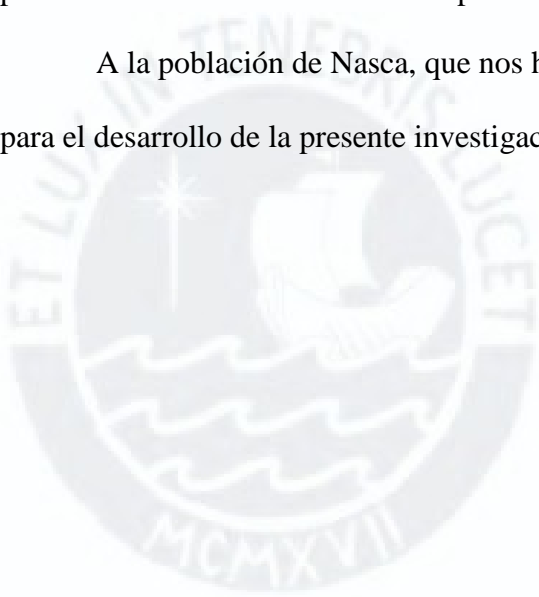 A la población de Nasca, que nos h
para el desarrollo de la presente investigac
ET LUX IN TENEBRIS LUCET
MCMXVII